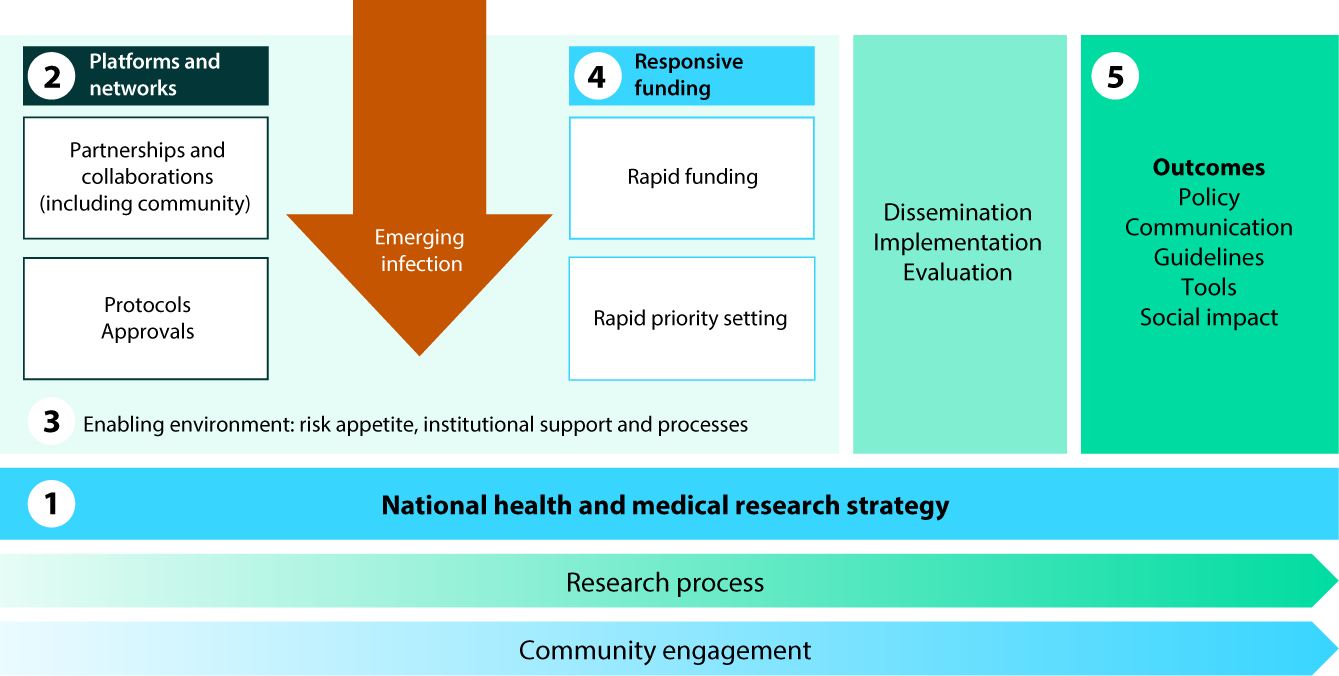 2
Platforms and
networks
Partnerships and
collaborations
(including community)
Protocols
Approvals
Emerging
infection
4
Responsive
funding
Rapid funding
Rapid priority setting
3
Enabling environment: risk appetite, institutional support and processes
Dissemination
Implementation
Evaluation
5
Outcomes
Policy
Communication
Guidelines
Tools
Social impact
1
National health and medical research strategy
Research process
Community engagement